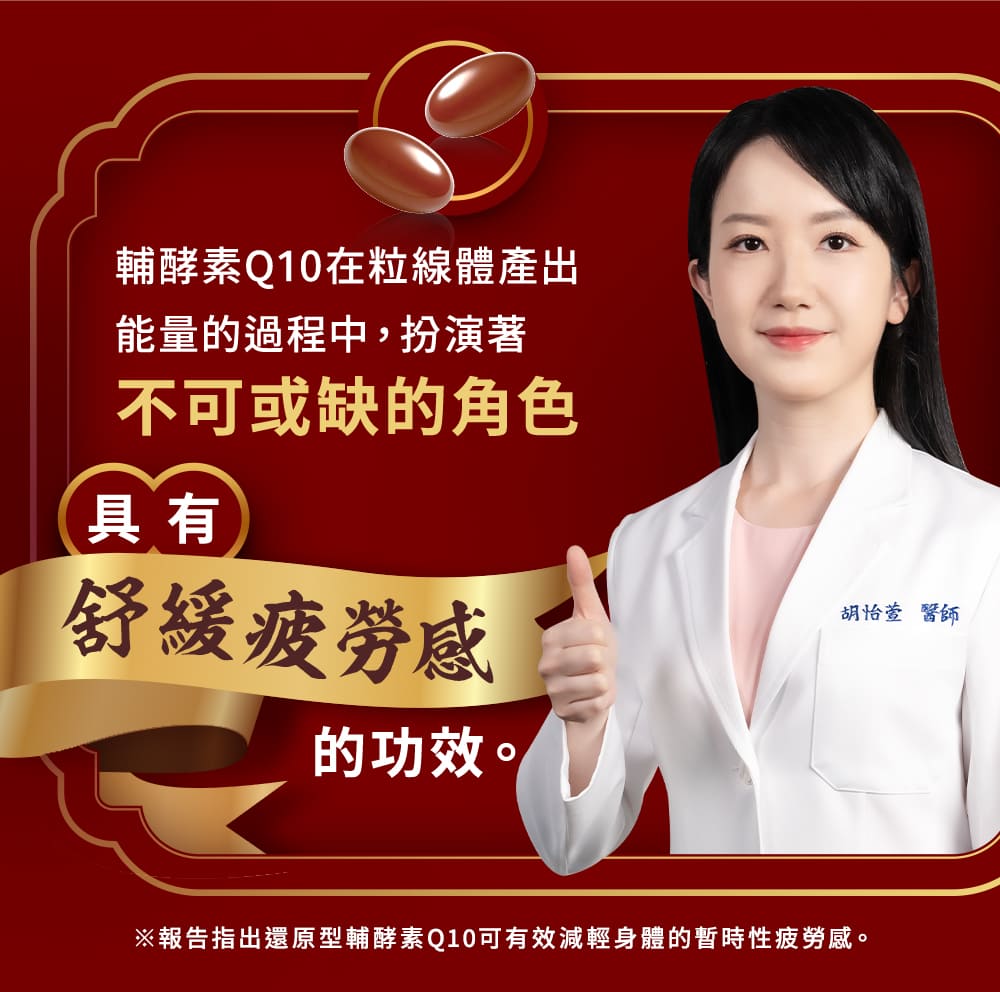 輔酵素Q10在粒線體產出
能量的過程中,扮演著
不可或缺的角色
具有
舒緩疲勞感
的功效。
胡怡萱 醫師
※報告指出還原型輔酵素Q10可有效減輕身體的暫時性疲勞感。